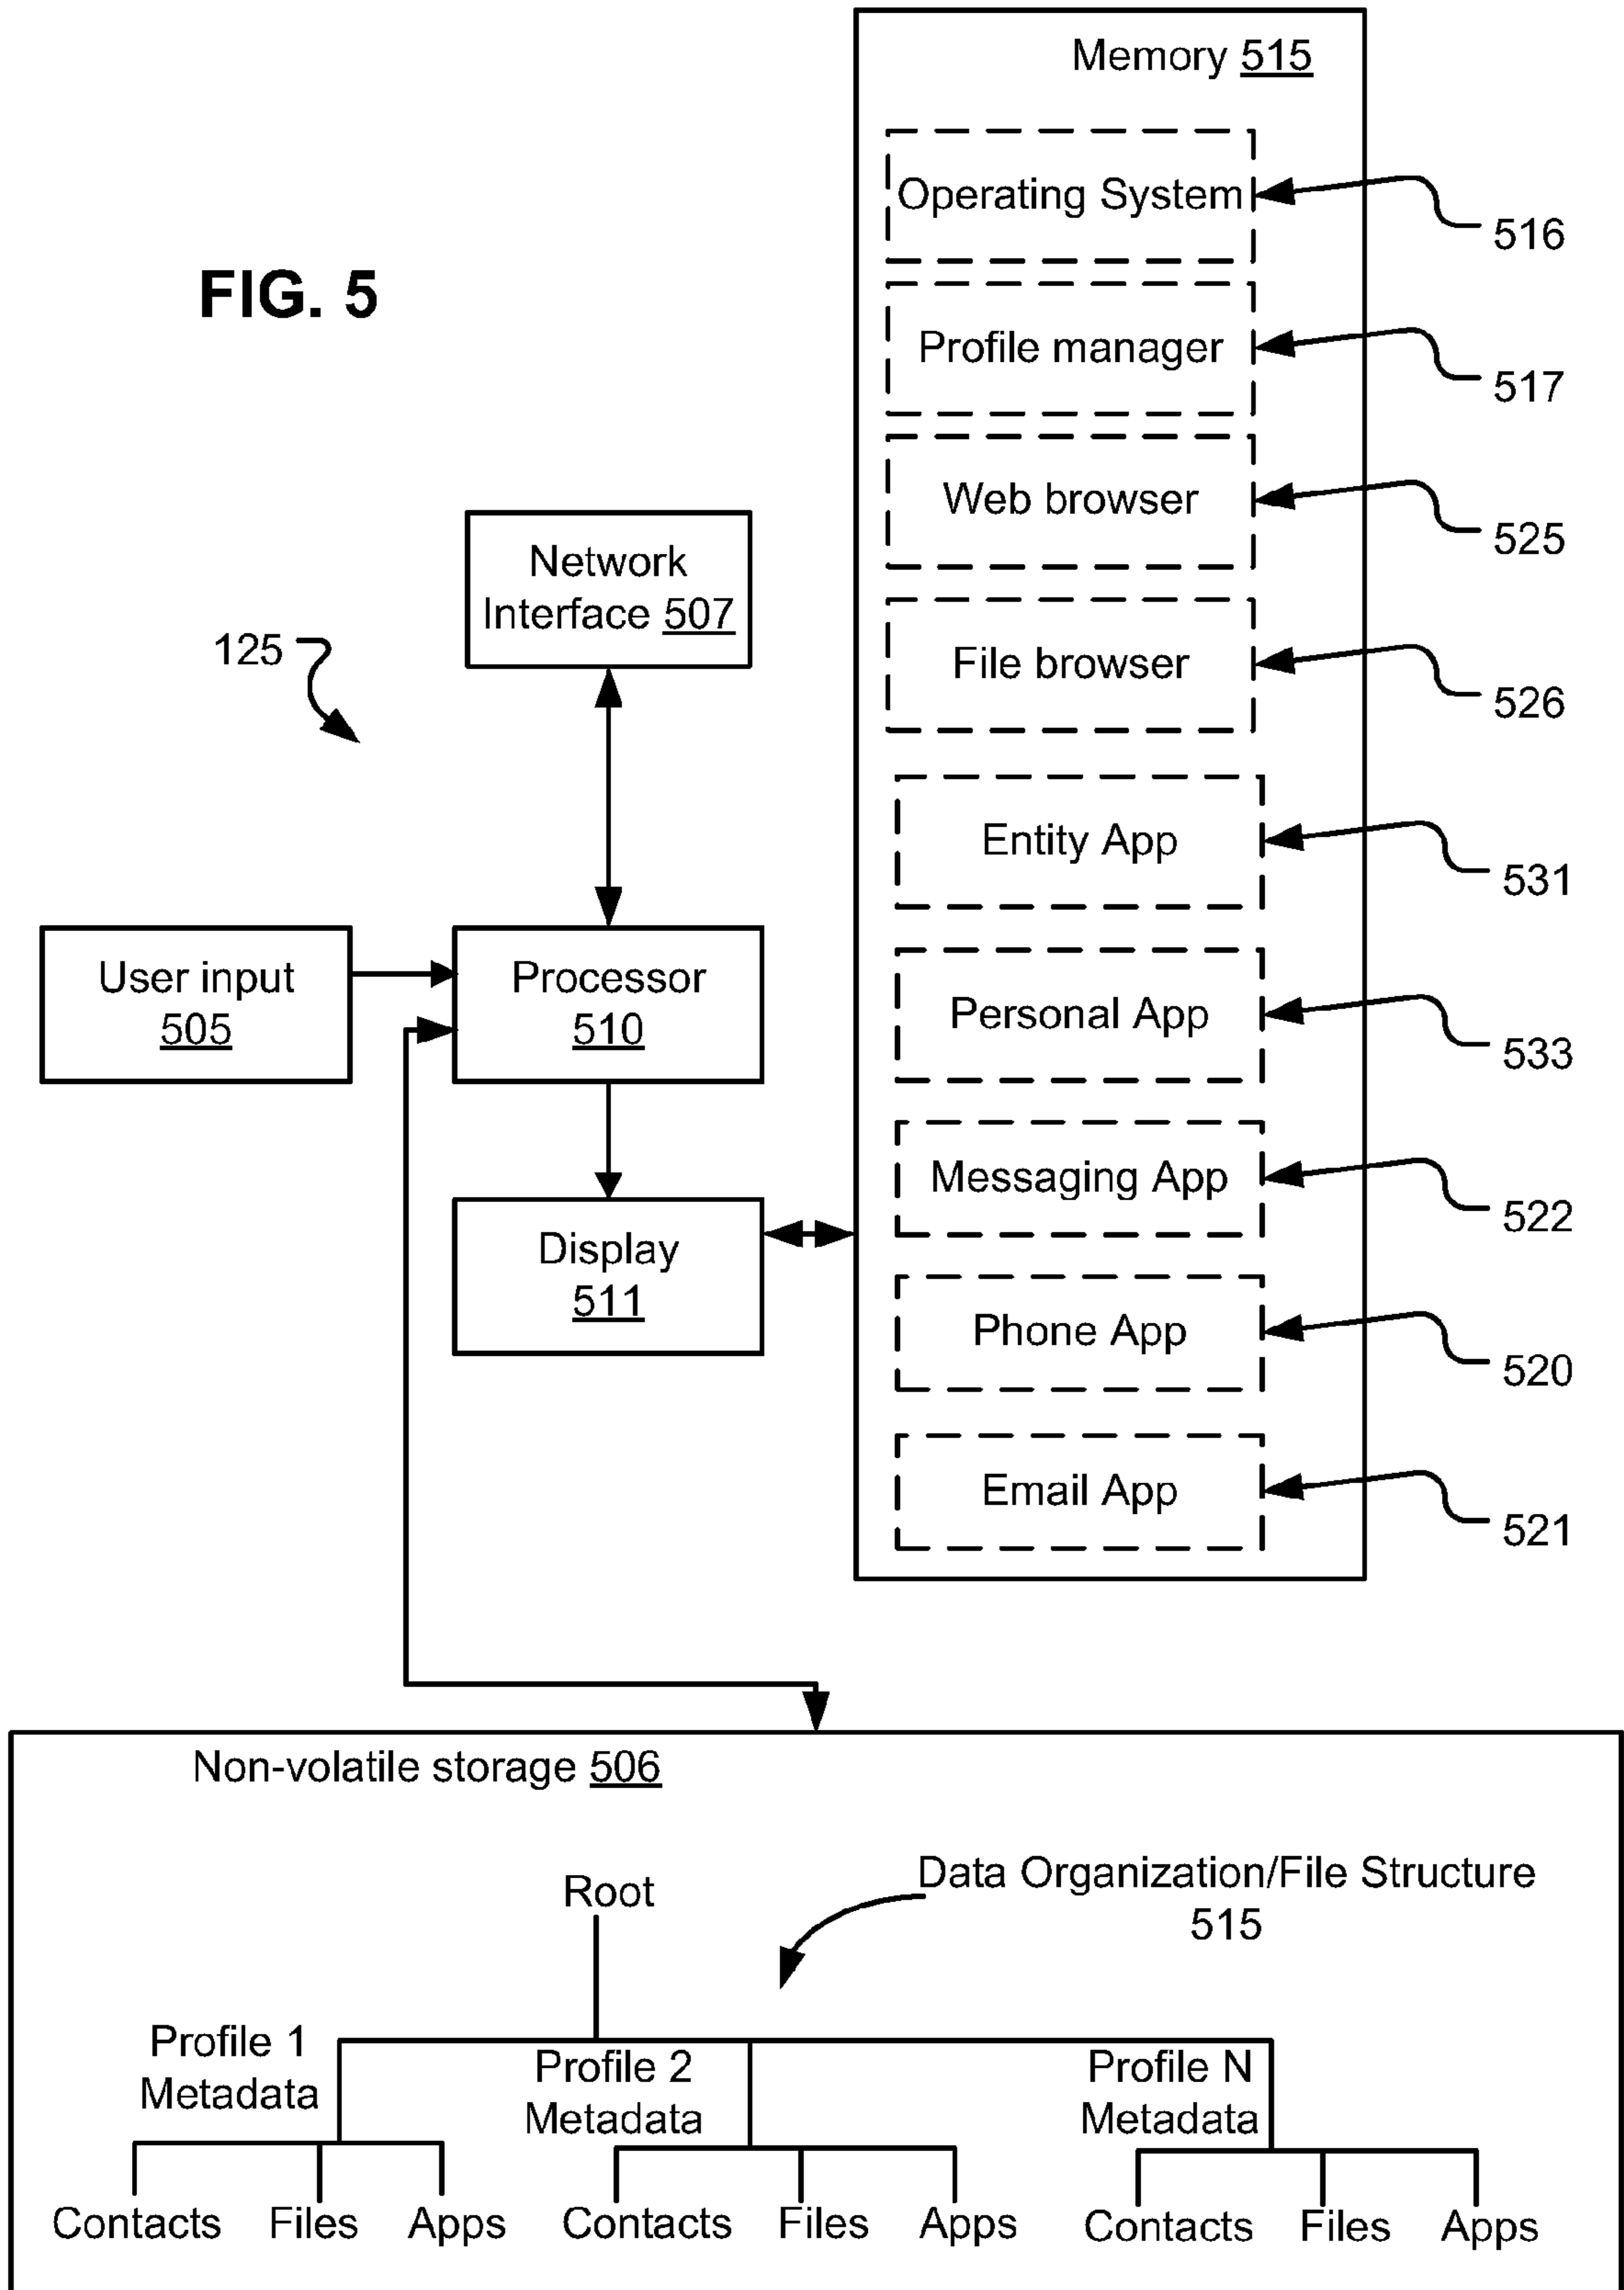 FIG. 5
Memory 515
Operating System
516
Profile manager
517
Web browser
525
File browser
526
Entity App
531
Personal App
533
Messaging App
522
Phone App
520
Email App
521
125
Network
Interface 507
User input
505
Processor
510
Display
511
Non-volatile storage 506
Data Organization/File Structure
515
Root
Profile 1
Metadata
Profile 2
Metadata
Profile N
Metadata
Contacts Files Apps
Contacts Files Apps
Contacts Files Apps